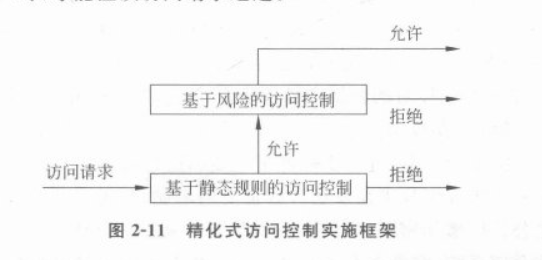 允许
基于风险的访问控制
拒绝
允许
访问请求
基于静态规则的访问控制
拒绝
图 2-11 精化式访问控制实施框架